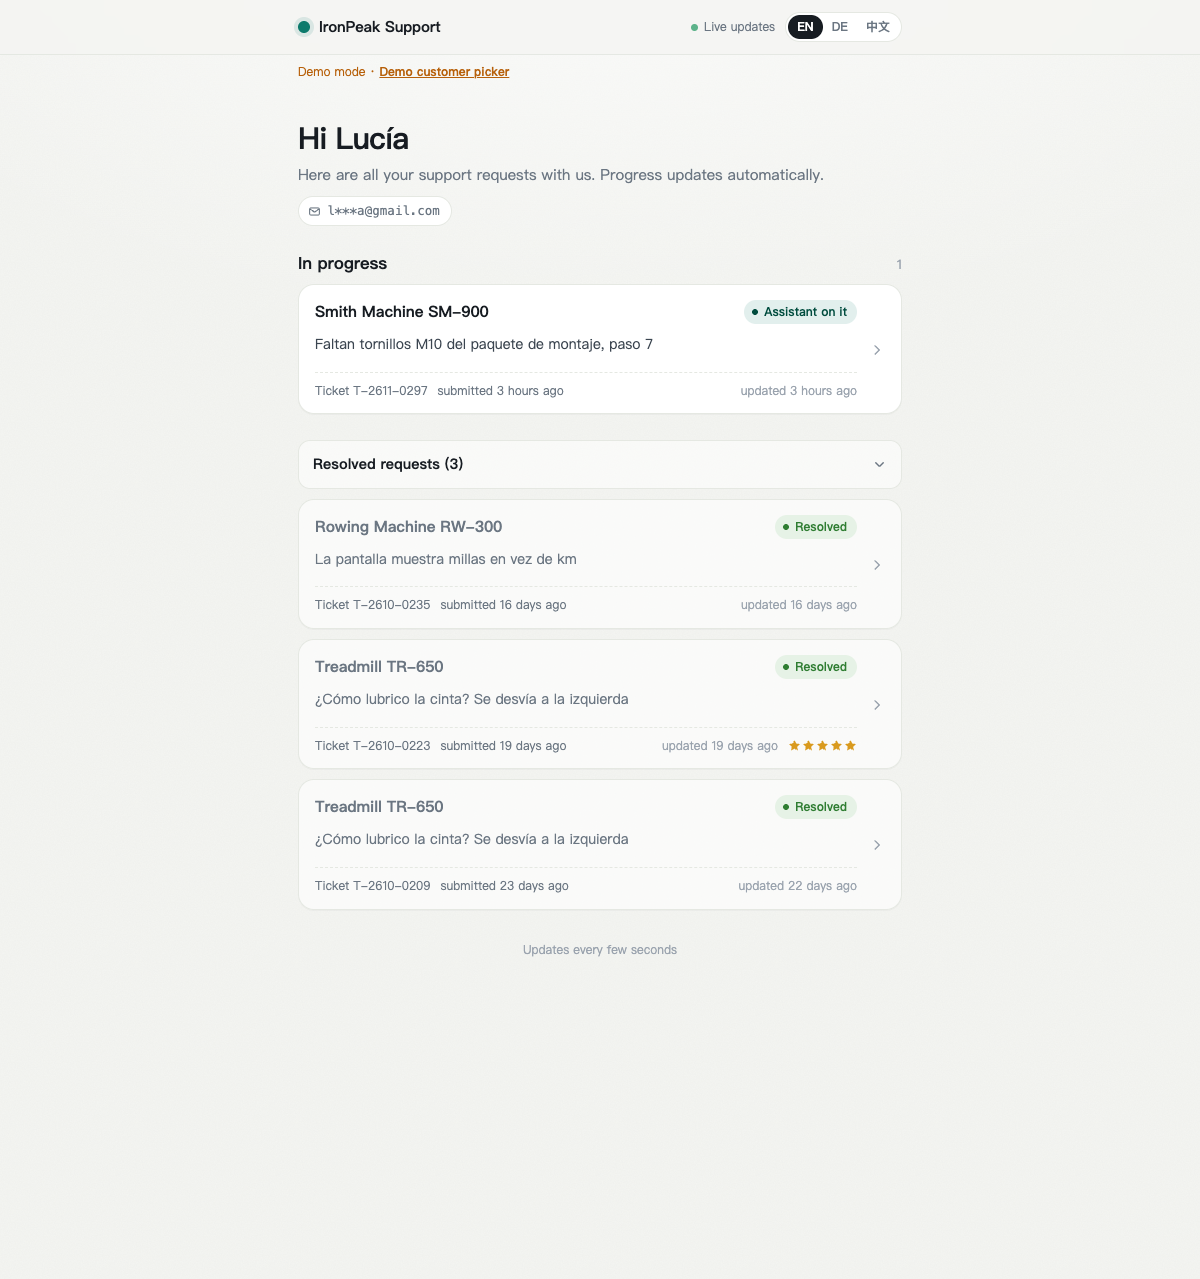 IronPeak Support
Live updates
EN DE 中文
Demo mode · Demo customer picker
Hi Lucía
Here are all your support requests with us. Progress updates automatically.
l***a@gmail.com
In progress 1
Smith Machine SM-900 Assistant on it
Faltan tornillos M10 del paquete de montaje, paso 7
Ticket T-2611-0297 submitted 3 hours ago updated 3 hours ago
Resolved requests (3)
Rowing Machine RW-300 Resolved
La pantalla muestra millas en vez de km
Ticket T-2610-0235 submitted 16 days ago updated 16 days ago
Treadmill TR-650 Resolved
¿Cómo lubrico la cinta? Se desvía a la izquierda
Ticket T-2610-0223 submitted 19 days ago updated 19 days ago ★★★★★
Treadmill TR-650 Resolved
¿Cómo lubrico la cinta? Se desvía a la izquierda
Ticket T-2610-0209 submitted 23 days ago updated 22 days ago
Updates every few seconds